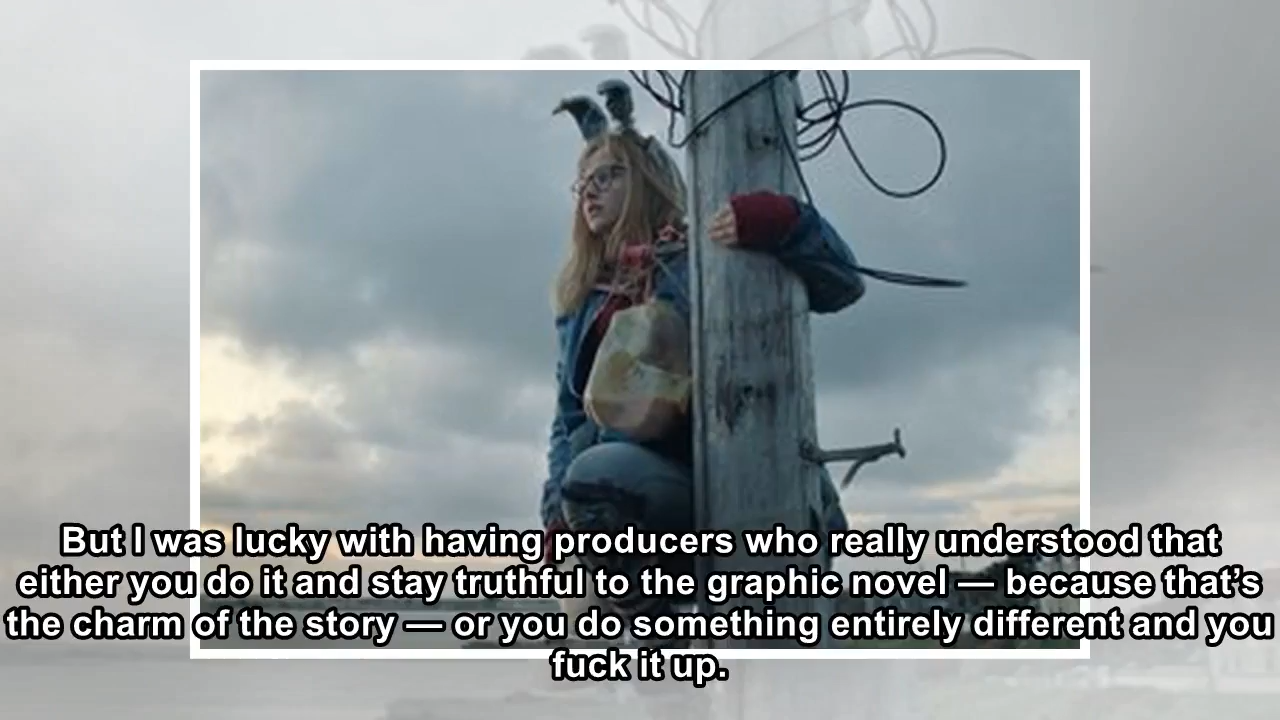 But I was lucky with having producers who really understood that
either you do it and stay truthful to the graphic novel — because that’s
the charm of the story — or you do something entirely different and you
fuck it up.